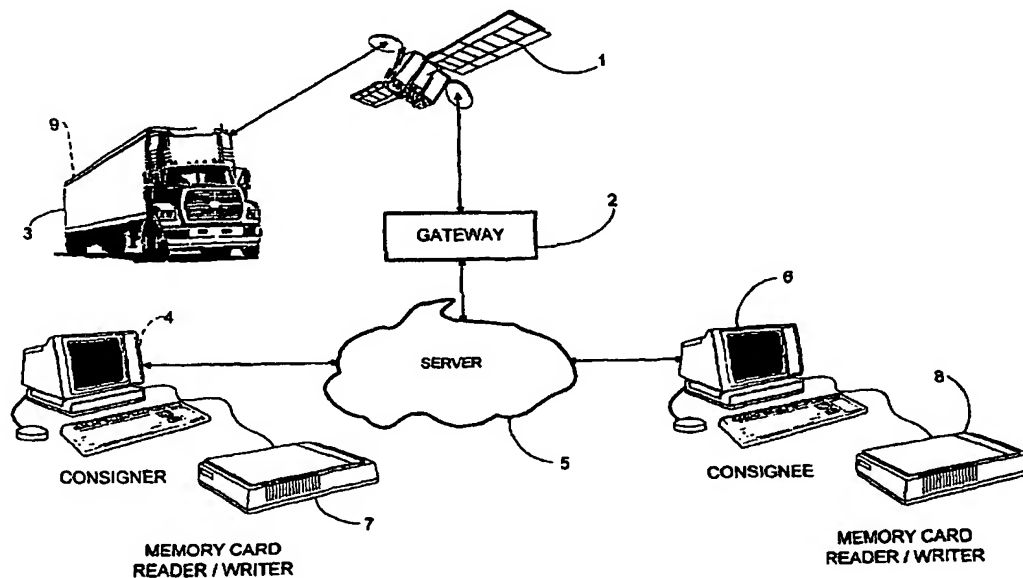 1
9
3
GATEWAY
2
4
SERVER
6
8
CONSIGNER
5
CONSIGNEE
7
MEMORY CARD
READER / WRITER
MEMORY CARD
READER / WRITER